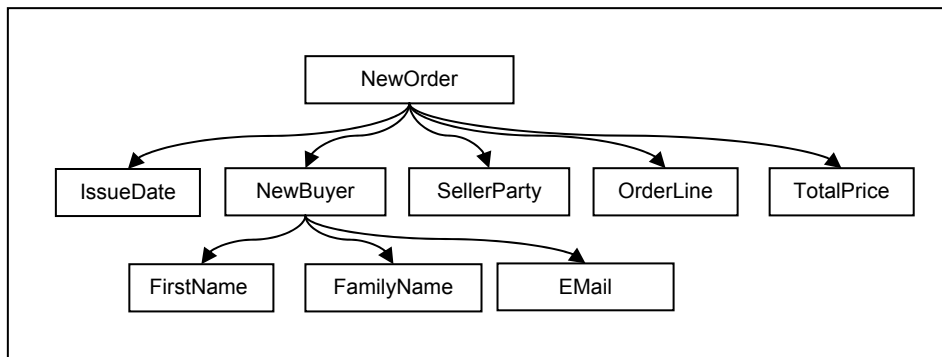 NewOrder
IssueDate
NewBuyer
SellerParty
OrderLine
TotalPrice
FirstName
FamilyName
EMail